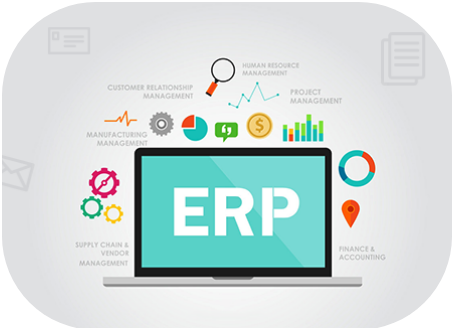 HUMAN RESOURCE
MANAGEMENT
CUSTOMER RELATIONSHIP
MANAGEMENT
PROJECT
MANAGEMENT
MANUFACTURING
MANAGEMENT
ERP
SUPPLY CHAIN &
VENDOR
MANAGEMENT
FINANCE &
ACCOUNTING